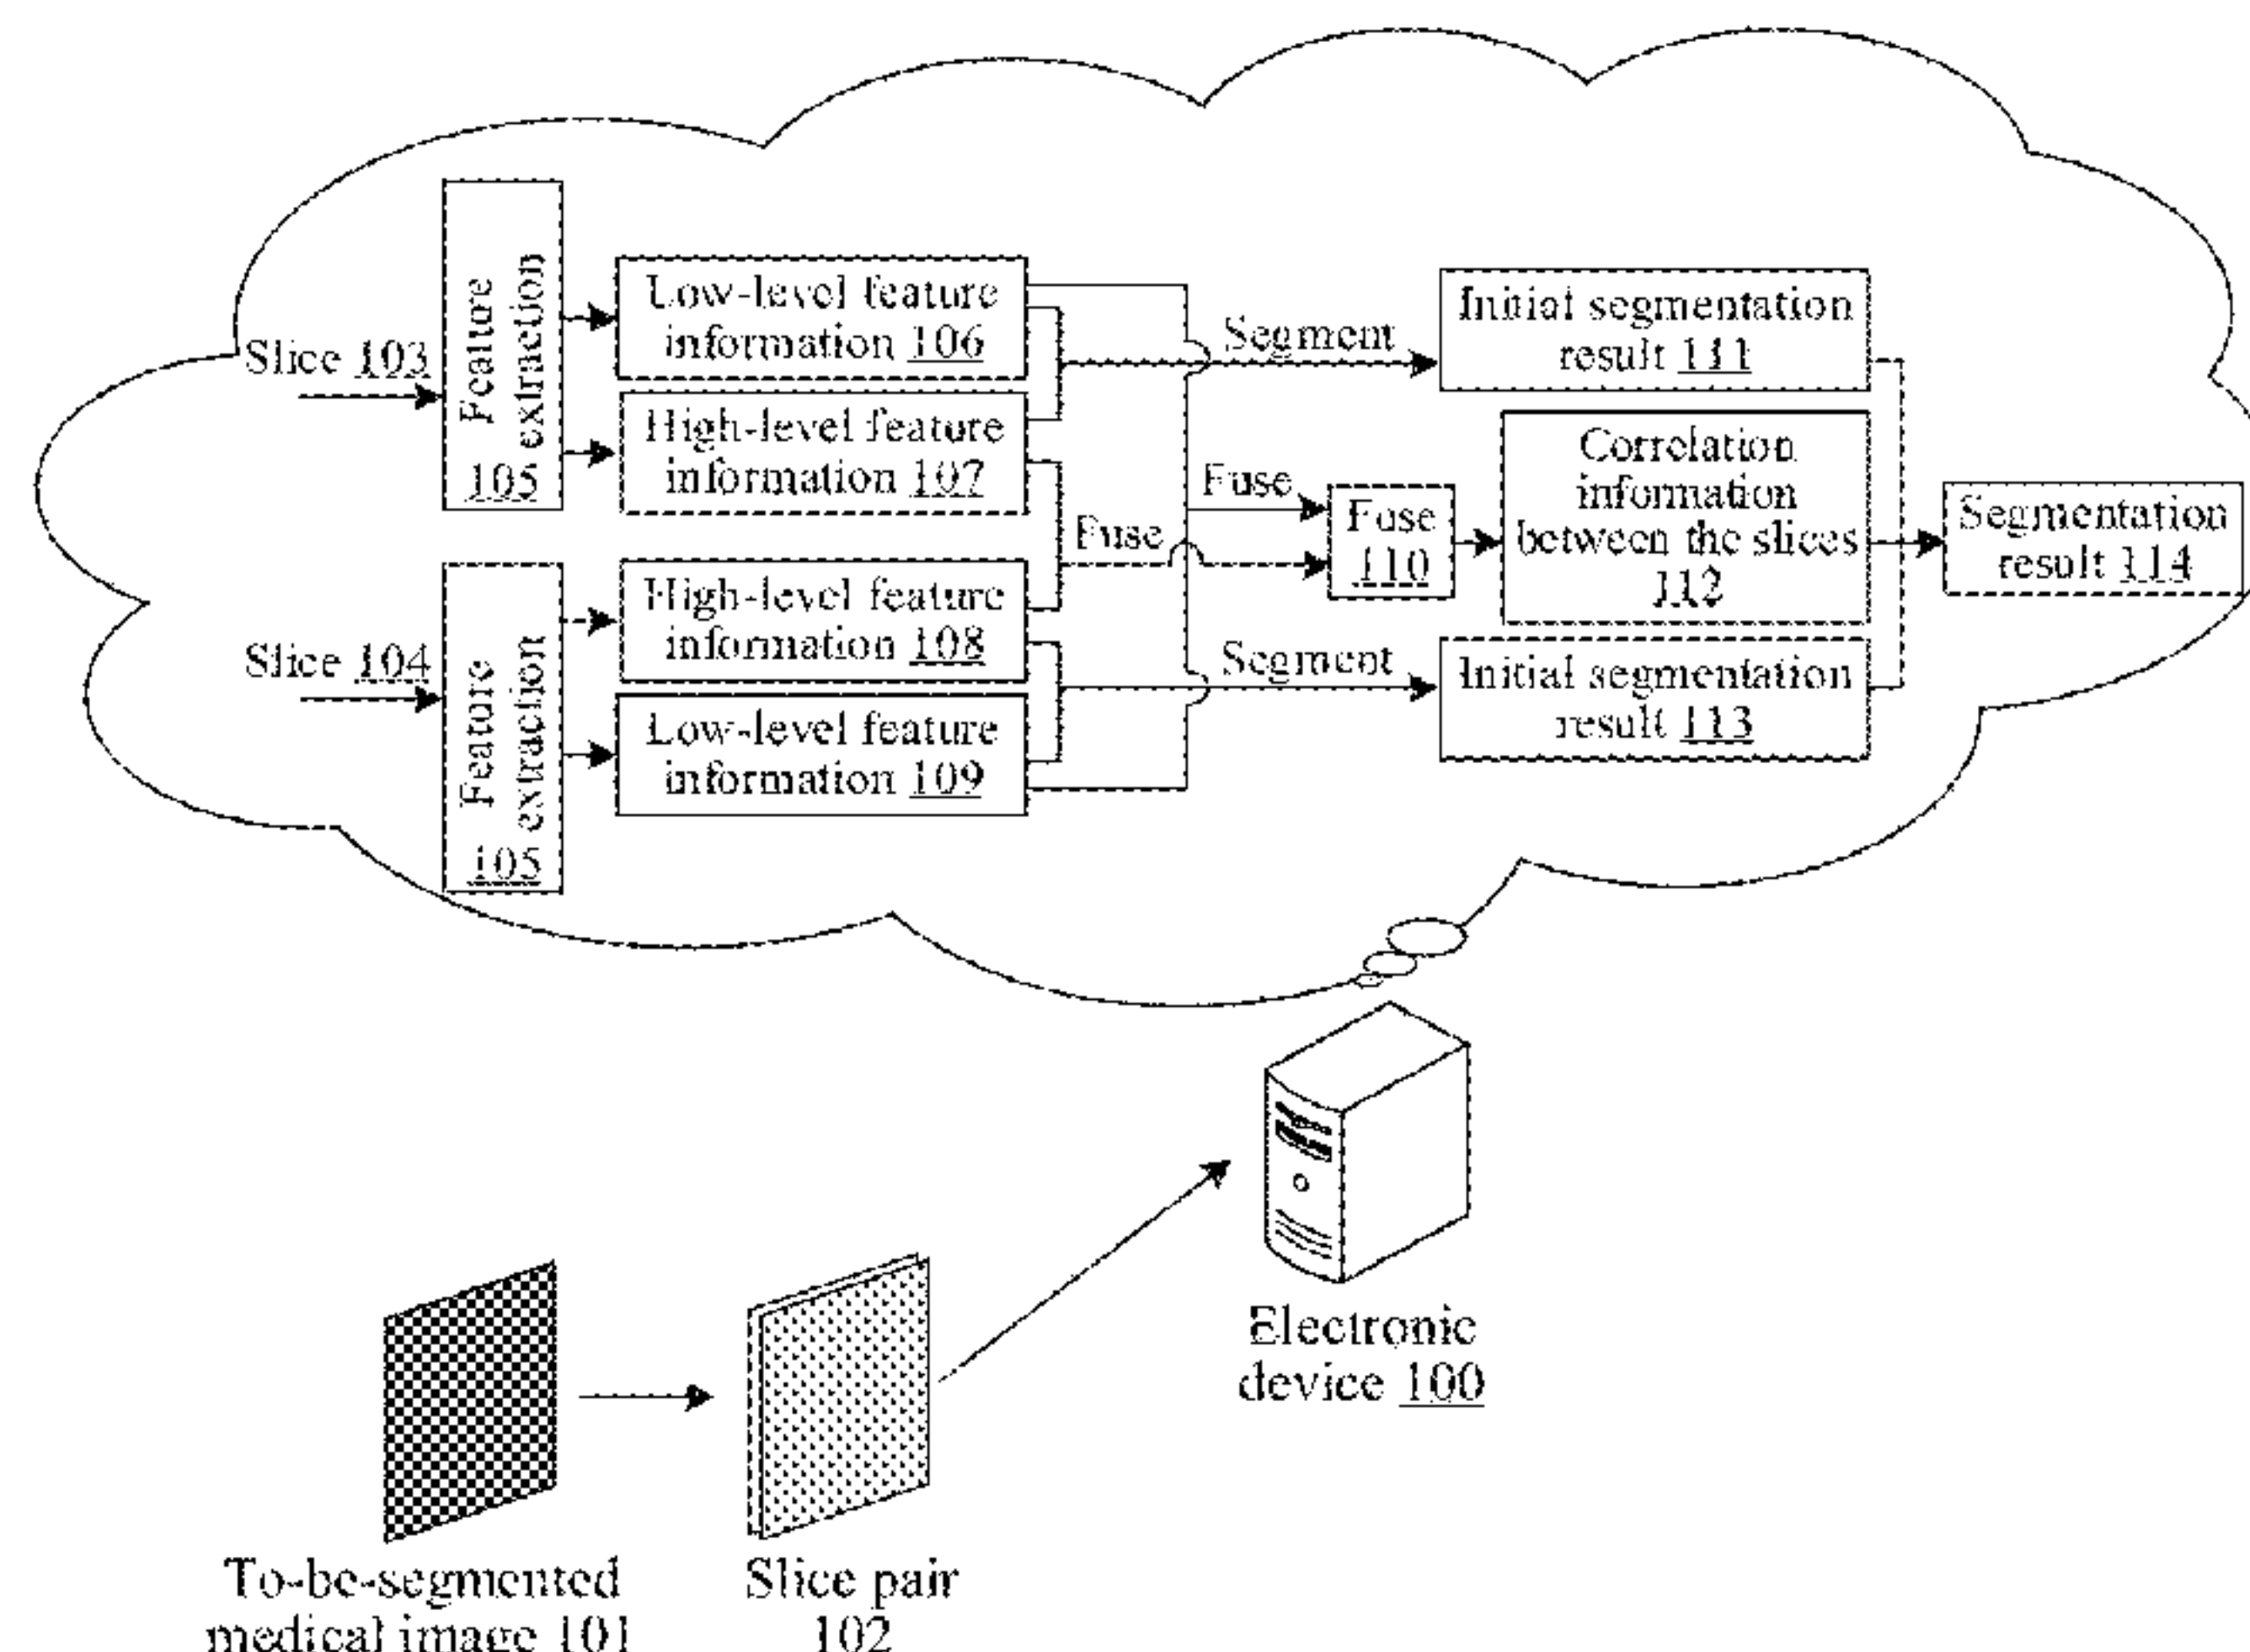 Slice 103
Feature
extraction
105
Low-level feature
information 106
High-level feature
information 107
Segment
Initial segmentation
result 111
Fuse
Fuse
Fuse
110
Correlation
information
between the slices
112
Segmentation
result 114
Slice 104
Feature
extraction
105
High-level feature
information 108
Low-level feature
information 109
Segment
Initial segmentation
result 113
Electronic
device 100
To-be-segmented
medical image 101
Slice pair
102